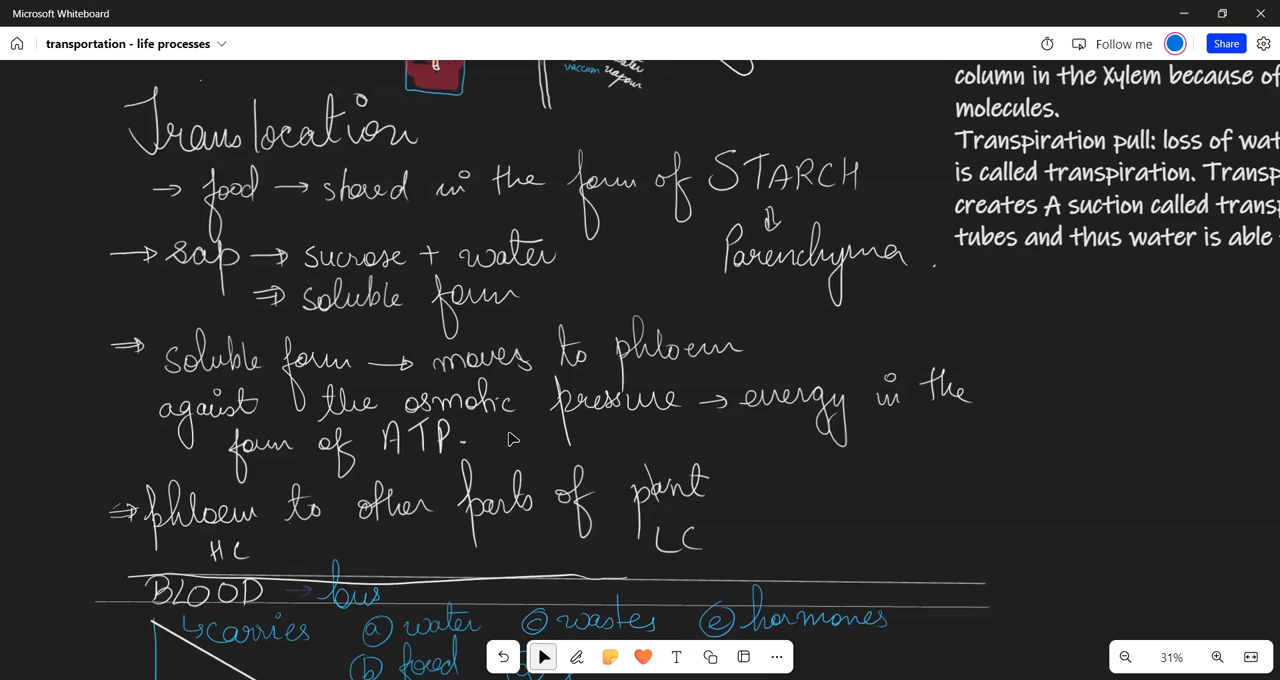 Microsoft Whiteboard
transportation - life processes
Follow me
Share
vaccum water
vapour
column in the Xylem because of
molecules.
Transpiration pull: loss of wat
is called transpiration. Transp
creates A suction called transp
tubes and thus water is able
Translocation
→ food → stored in the form of STARCH
⇓
Parenchyma.
→ sap → sucrose + water
⇒ soluble form
⇒ soluble form → moves to phloem
against the osmotic pressure → energy in the
form of ATP.
⇒ phloem to other parts of plant
HC LC
BLOOD → bus
↳ carries ⓐ water ⓒ wastes ⓔ hormones
ⓑ food
31%